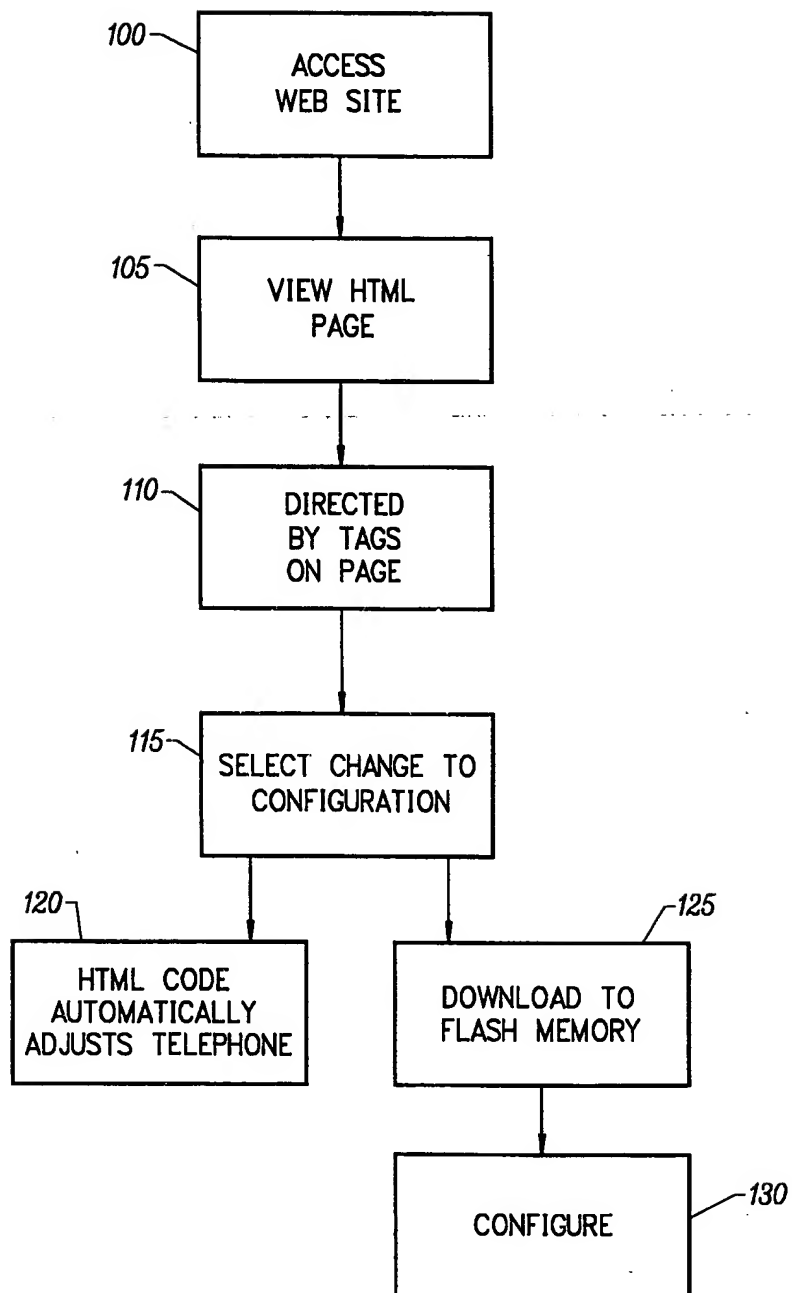 100
ACCESS
WEB SITE
105
VIEW HTML
PAGE
110
DIRECTED
BY TAGS
ON PAGE
115
SELECT CHANGE TO
CONFIGURATION
120
HTML CODE
AUTOMATICALLY
ADJUSTS TELEPHONE
125
DOWNLOAD TO
FLASH MEMORY
130
CONFIGURE